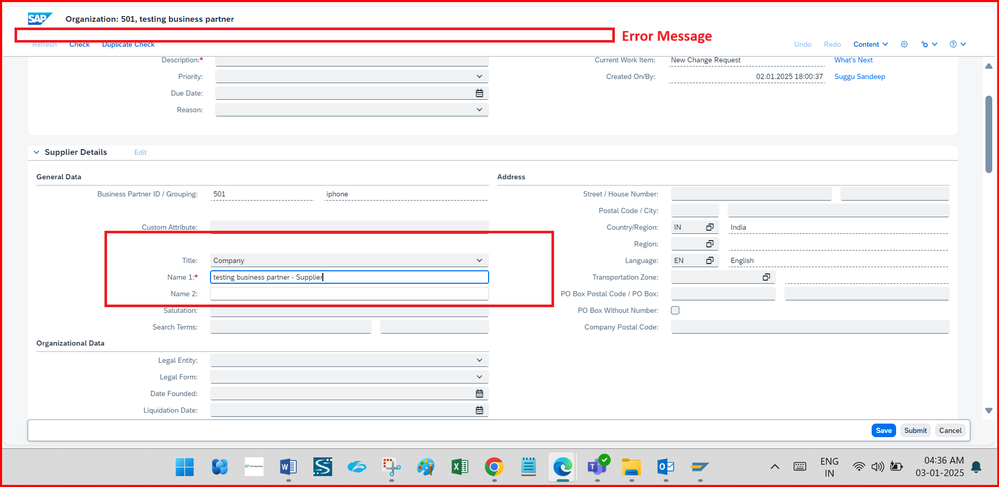 SAP Organization: 501, testing business partner
Error Message
Refresh Check Duplicate Check Undo Redo Content
Description:* Current Work Item: New Change Request What's Next
Priority: Created On/By: 02.01.2025 18:00:37 Suggu Sandeep
Due Date:
Reason:
Supplier Details Edit
General Data Address
Business Partner ID / Grouping: 501 iphone Street / House Number:
Postal Code / City:
Custom Attribute: Country/Region: IN India
Region:
Title: Company Language: EN English
Name 1:* testing business partner - Supplier Transportation Zone:
Name 2: PO Box Postal Code / PO Box:
Salutation: PO Box Without Number:
Search Terms: Company Postal Code:
Organizational Data
Legal Entity:
Legal Form:
Date Founded:
Liquidation Date:
Save Submit Cancel
ENG 04:36 AM
IN 03-01-2025